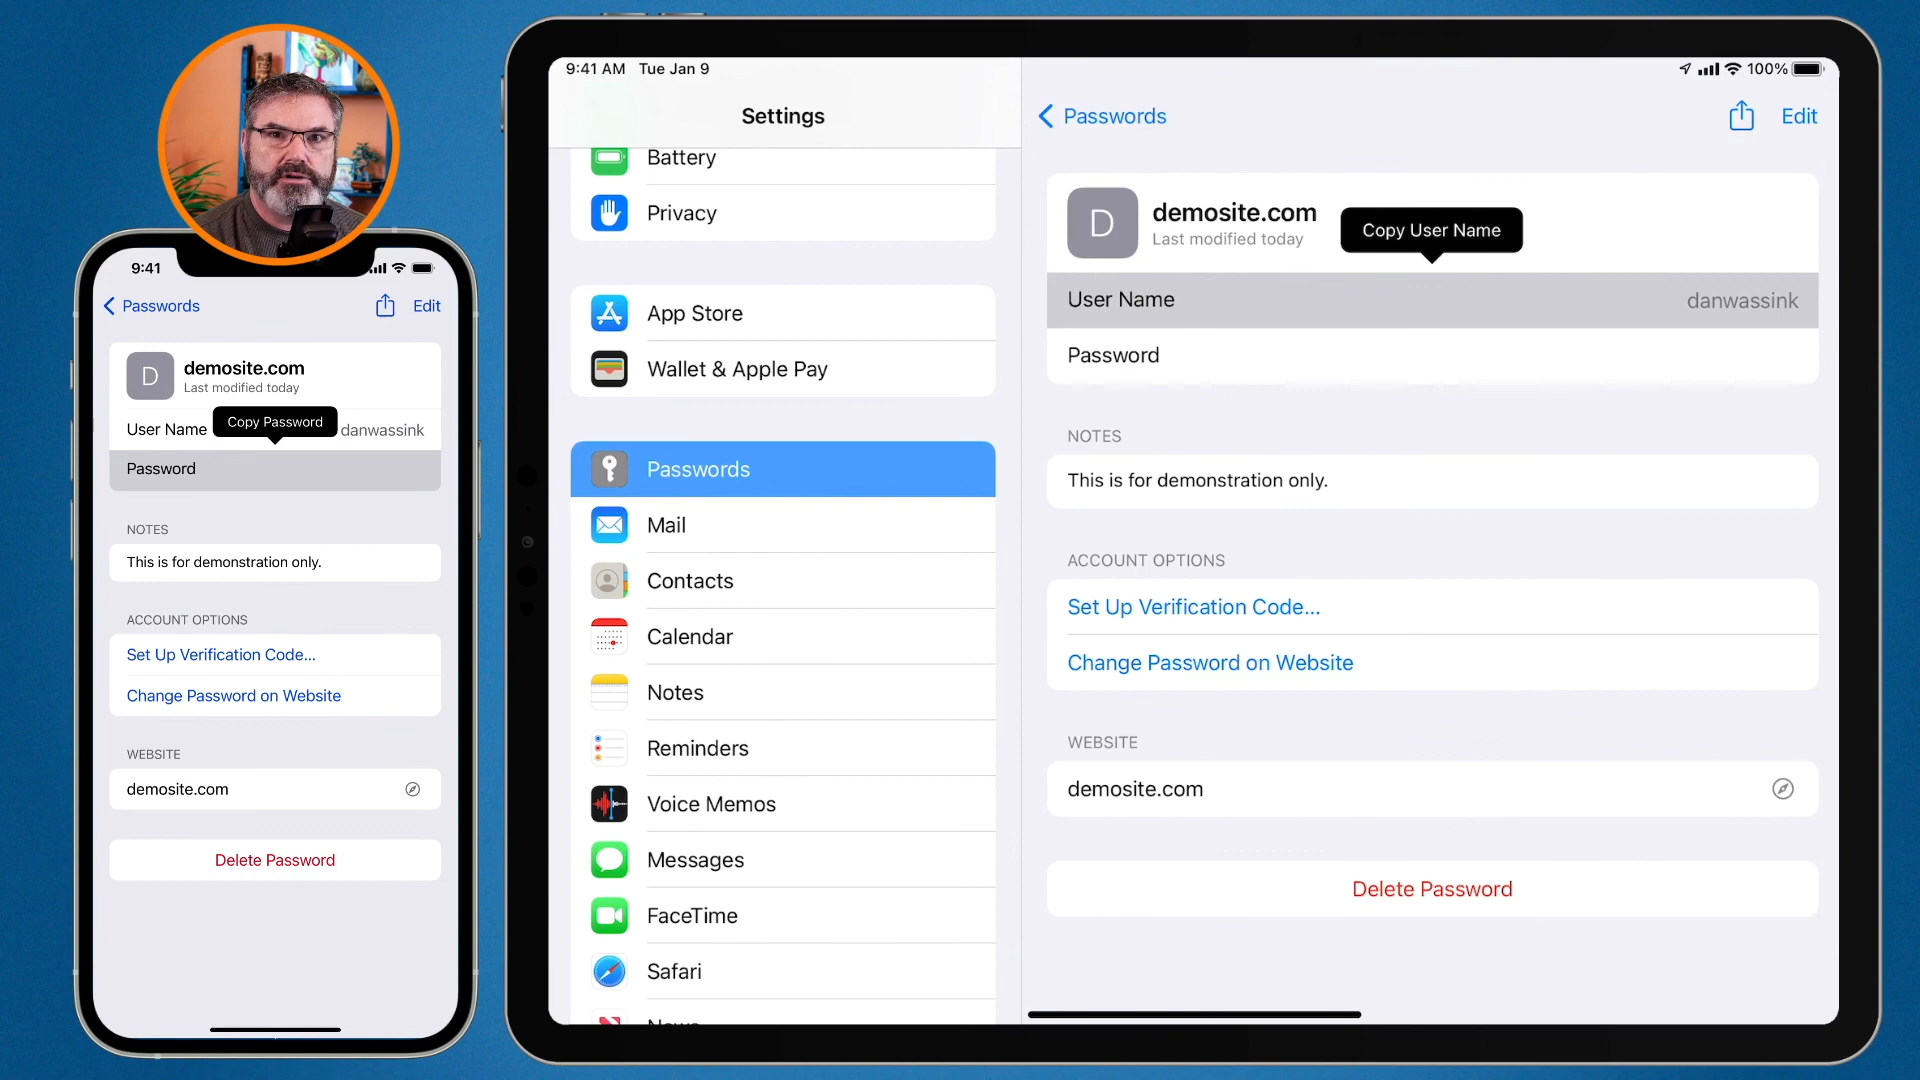 9:41
Passwords
Edit
D
demosite.com
Last modified today
User Name
Copy Password
danwassink
Password
NOTES
This is for demonstration only.
ACCOUNT OPTIONS
Set Up Verification Code...
Change Password on Website
WEBSITE
demosite.com
Delete Password
9:41 AM Tue Jan 9
Settings
Battery
Privacy
App Store
Wallet & Apple Pay
Passwords
Mail
Contacts
Calendar
Notes
Reminders
Voice Memos
Messages
FaceTime
Safari
100%
Passwords
Edit
D
demosite.com
Last modified today
Copy User Name
User Name
danwassink
Password
NOTES
This is for demonstration only.
ACCOUNT OPTIONS
Set Up Verification Code...
Change Password on Website
WEBSITE
demosite.com
Delete Password